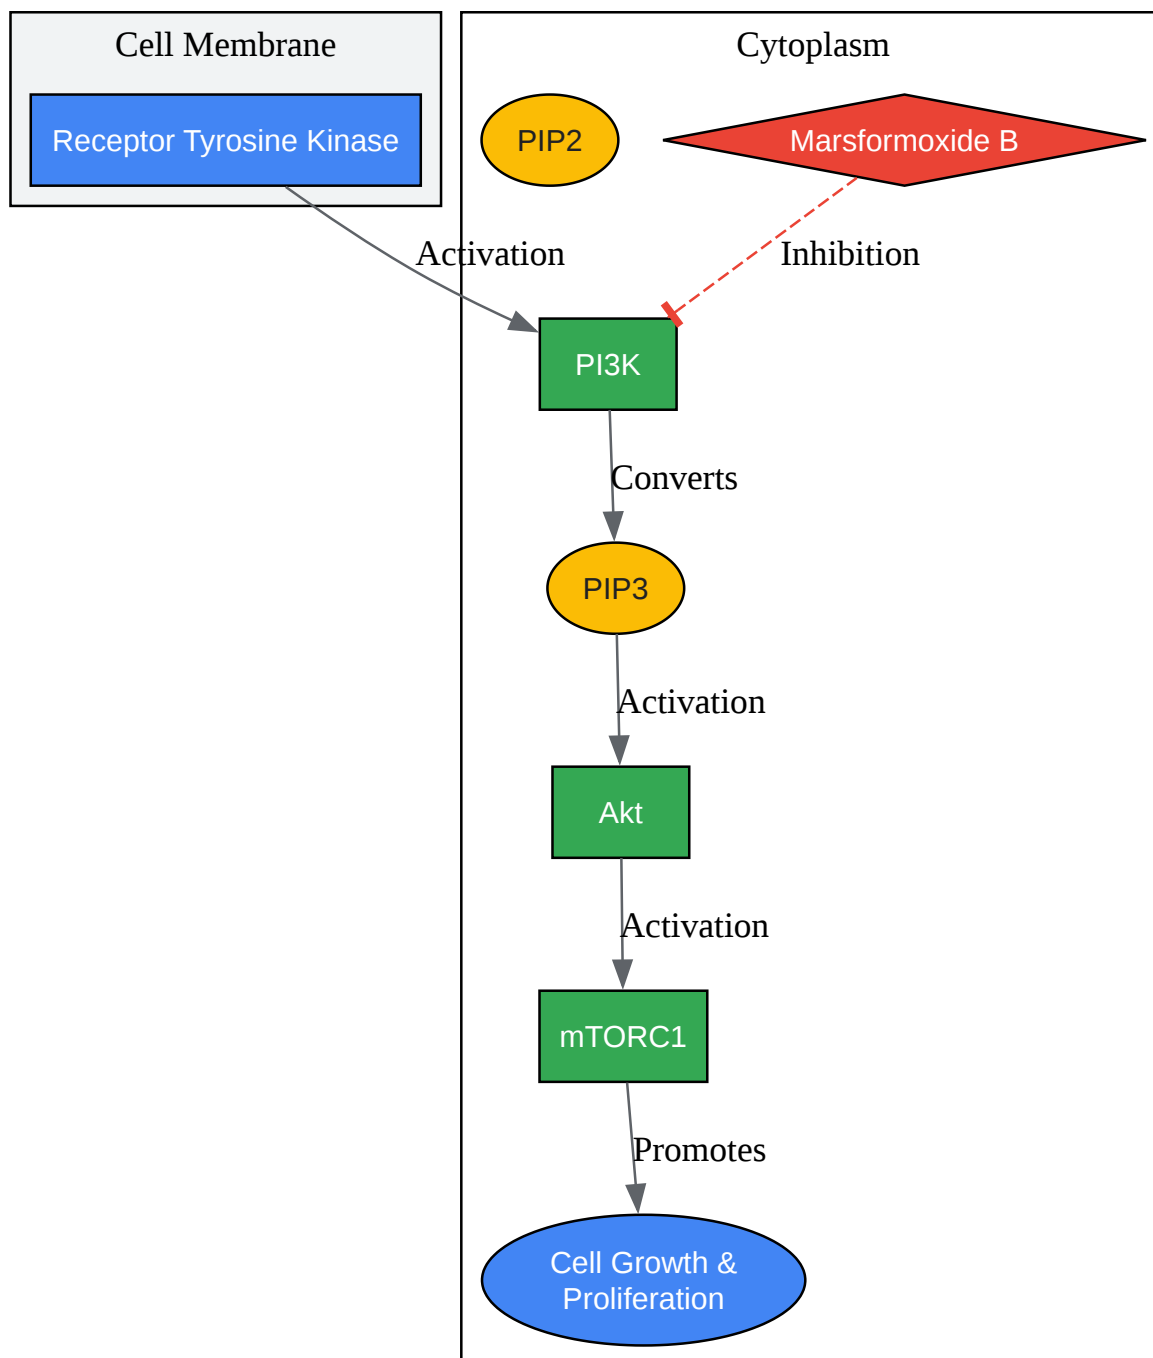 Cell Membrane
Cytoplasm
Receptor Tyrosine Kinase
PIP2
Marsformoxide B
Activation
Inhibition
PI3K
Converts
PIP3
Activation
Akt
Activation
mTORC1
Promotes
Cell Growth &
Proliferation